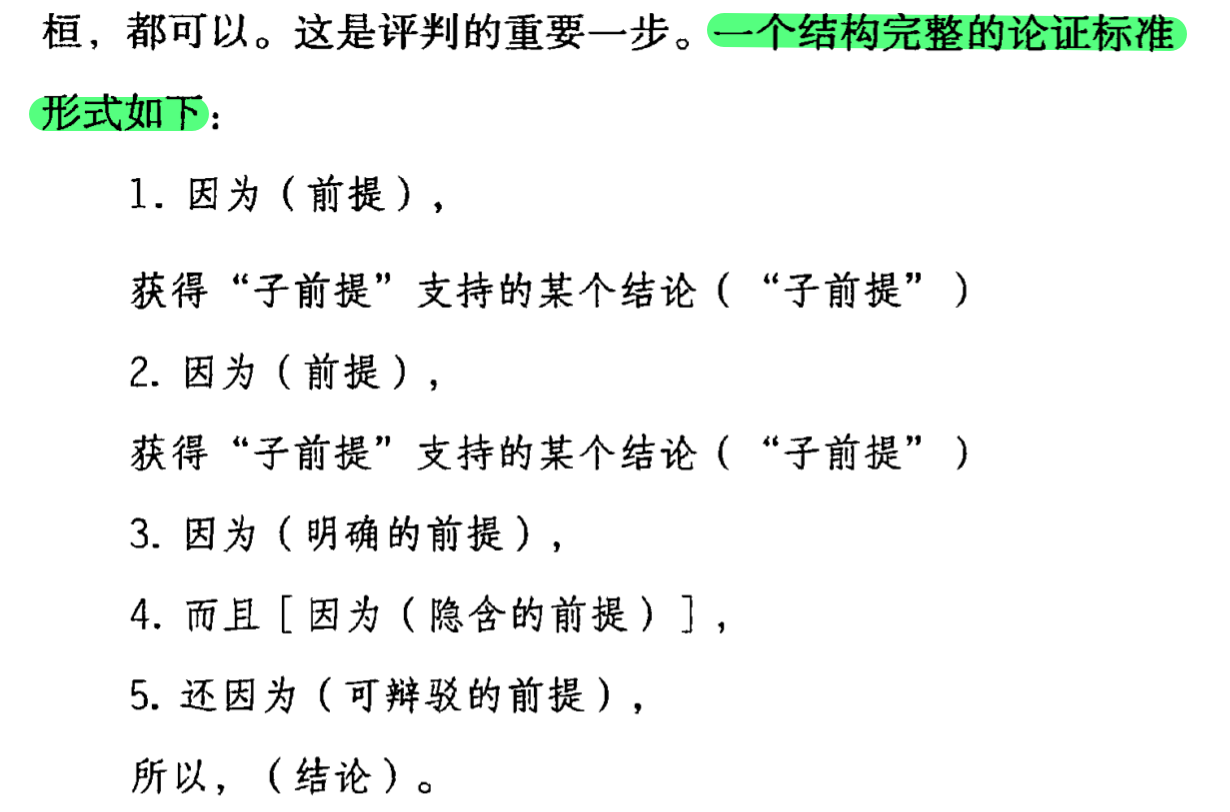 桓，都可以。这是评判的重要一步。一个结构完整的论证标准
形式如下：
1. 因为（前提），
获得“子前提”支持的某个结论（“子前提”）
2. 因为（前提），
获得“子前提”支持的某个结论（“子前提”）
3. 因为（明确的前提），
4. 而且［因为（隐含的前提）］，
5. 还因为（可辩驳的前提），
所以，（结论）。